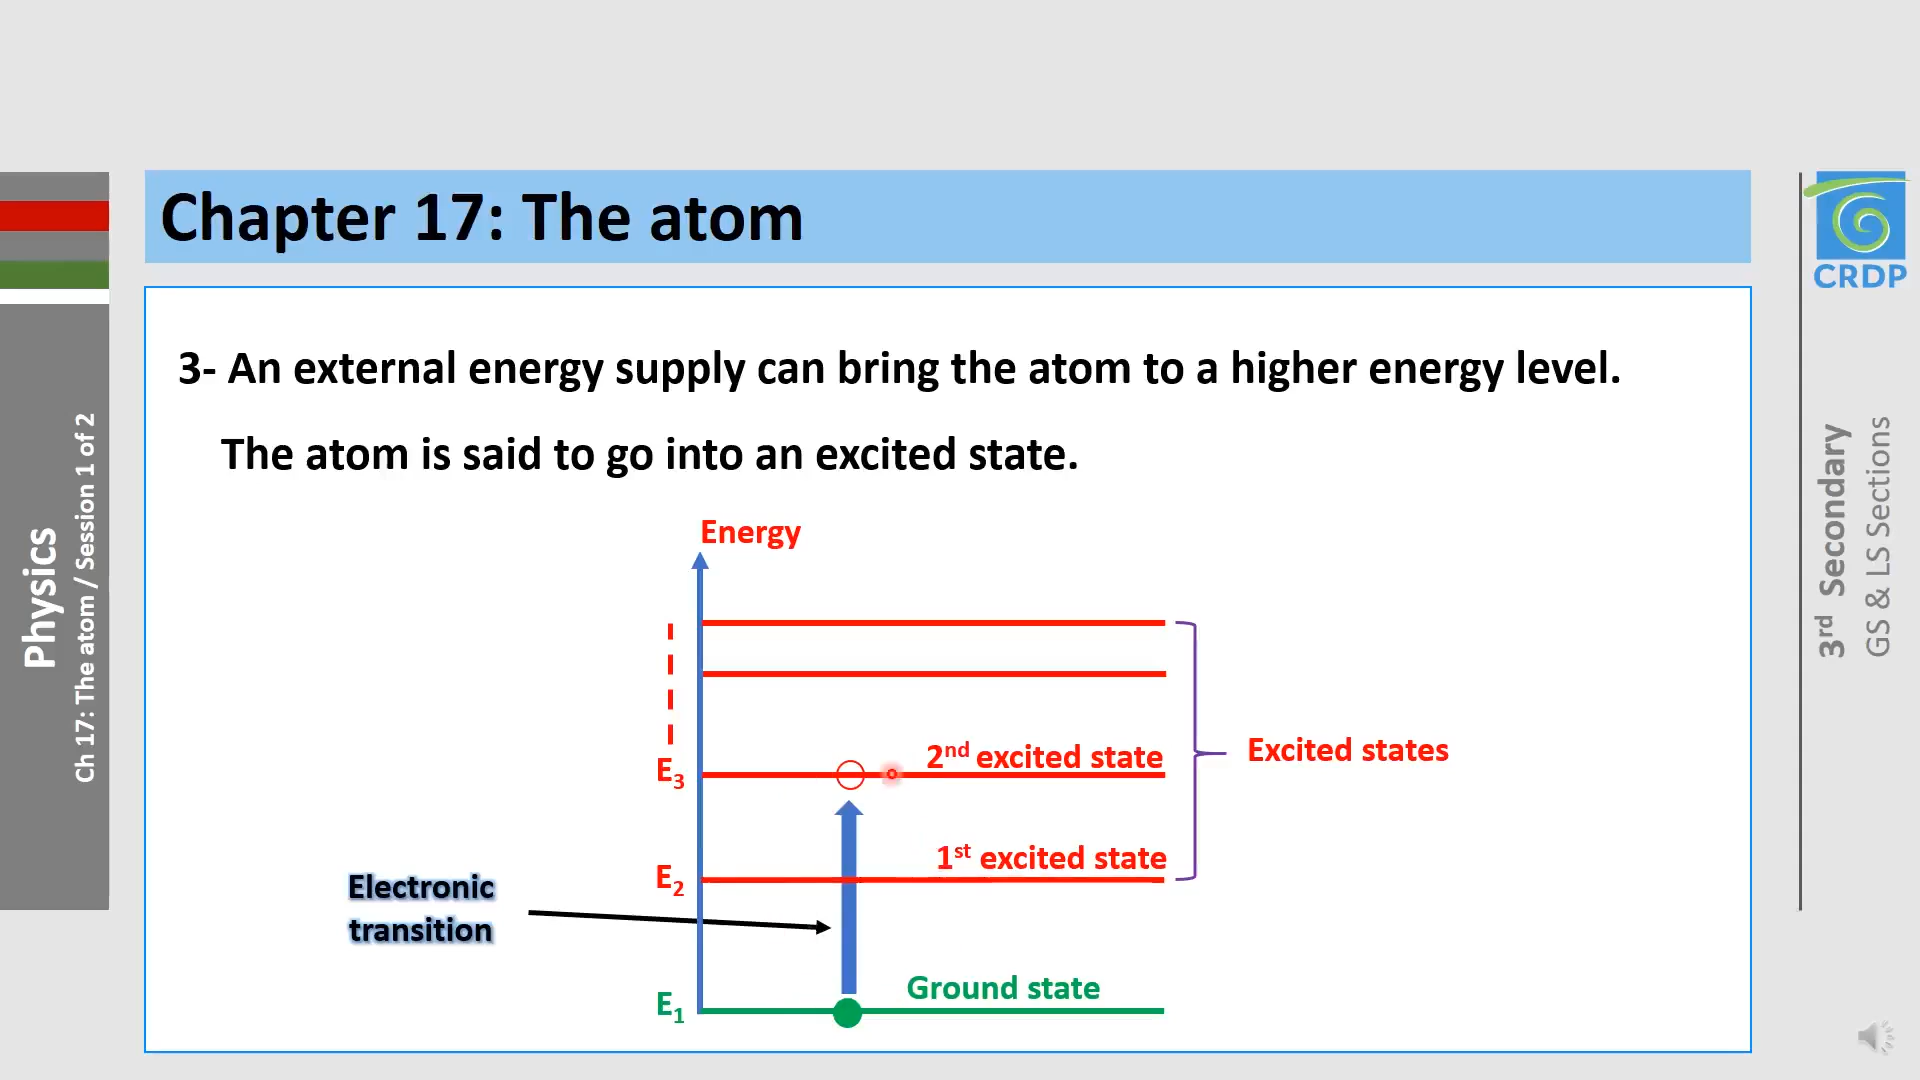 Chapter 17: The atom
CRDP
3- An external energy supply can bring the atom to a higher energy level.
The atom is said to go into an excited state.
Physics
Ch 17: The atom / Session 1 of 2
3rd Secondary
GS & LS Sections
Energy
2nd excited state
Excited states
E3
1st excited state
E2
Electronic
transition
Ground state
E1